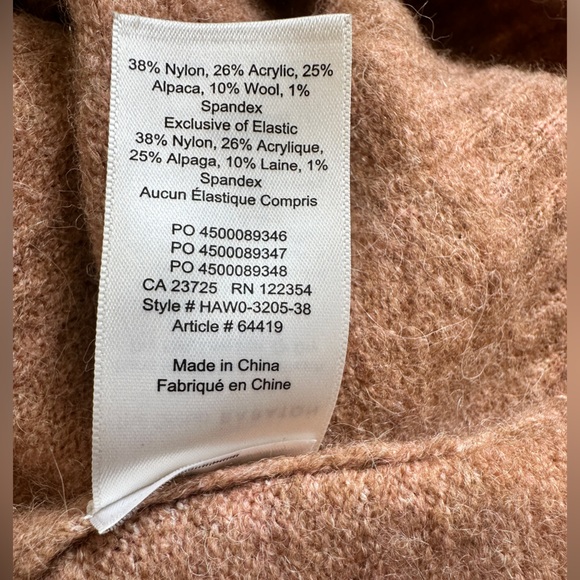 38% Nylon, 26% Acrylic, 25%
Alpaca, 10% Wool, 1%
Spandex
Exclusive of Elastic
38% Nylon, 26% Acrylique,
25% Alpaga, 10% Laine, 1%
Spandex
Aucun Élastique Compris
PO 4500089346
PO 4500089347
PO 4500089348
CA 23725 RN 122354
Style # HAW0-3205-38
Article # 64419
Made in China
Fabriqué en Chine